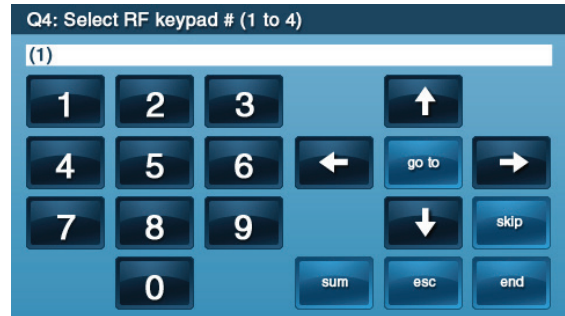 Q4: Select RF keypad # (1 to 4)
(1)
1 2 3
4 5 6 go to
7 8 9 skip
0 sum esc end